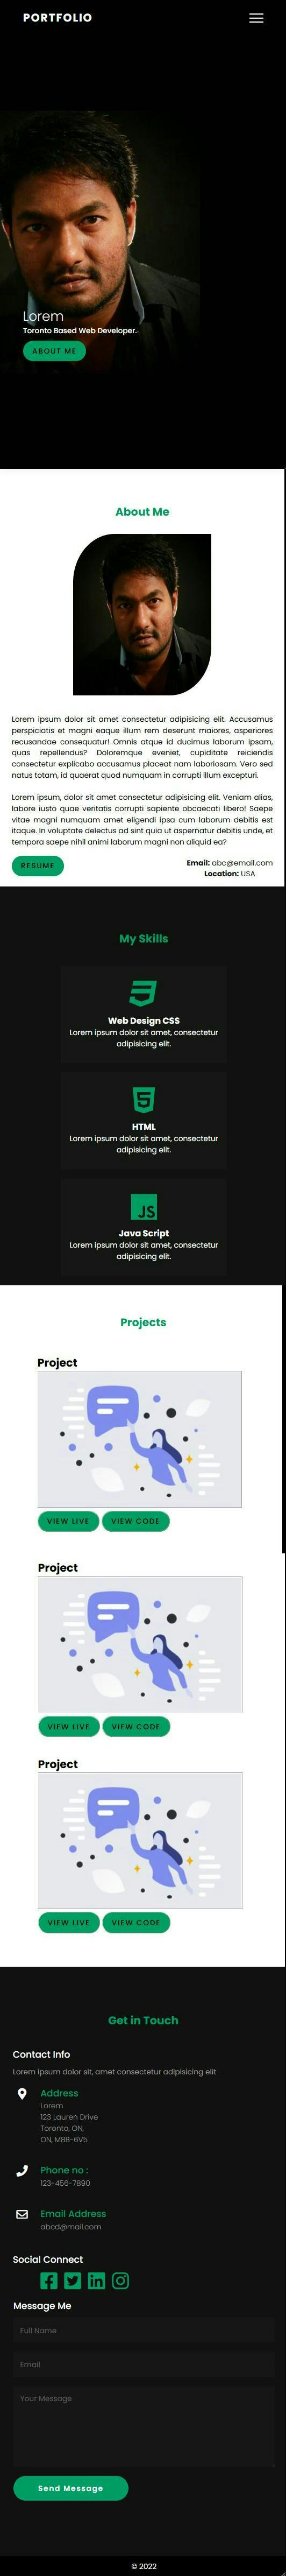 PORTFOLIO
Lorem
Toronto Based Web Developer.
ABOUT ME
About Me
Lorem ipsum dolor sit amet consectetur adipisicing elit. Accusamus
perspiciatis et magni eaque illum rem deserunt maiores, asperiores
recusandae consequatur! Omnis atque id ducimus laborum ipsam,
quas repellendus? Doloremque eveniet, cupiditate reiciendis
consectetur explicabo accusamus placeat nam laboriosam. Vero sed
natus totam, id quaerat quod numquam in corrupti illum excepturi.
Lorem ipsum, dolor sit amet consectetur adipisicing elit. Veniam alias,
labore iusto quae veritatis corrupti sapiente obcaecati libero! Saepe
vitae magni numquam amet eligendi ipsa cum laborum debitis est
itaque. In voluptate delectus ad sint quia ut aspernatur debitis unde, et
tempora saepe nihil animi laborum magni non aliquid ea?
RESUME
Email: abc@email.com
Location: USA
My Skills
Web Design CSS
Lorem ipsum dolor sit amet, consectetur
adipisicing elit.
HTML
Lorem ipsum dolor sit amet, consectetur
adipisicing elit.
JS
Java Script
Lorem ipsum dolor sit amet, consectetur
adipisicing elit.
Projects
Project
VIEW LIVE VIEW CODE
Project
VIEW LIVE VIEW CODE
Project
VIEW LIVE VIEW CODE
Get in Touch
Contact Info
Lorem ipsum dolor sit, amet consectetur adipisicing elit
Address
Lorem
123 Lauren Drive
Toronto, ON,
ON, M8B-6V5
Phone no :
123-456-7890
Email Address
abcd@mail.com
Social Connect
Message Me
Full Name
Email
Your Message
Send Message
© 2022